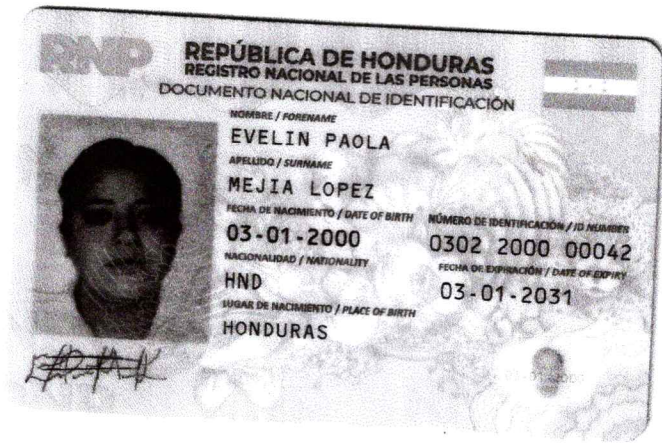 RNP
REPÚBLICA DE HONDURAS
REGISTRO NACIONAL DE LAS PERSONAS
DOCUMENTO NACIONAL DE IDENTIFICACIÓN
NOMBRE / FORENAME
EVELIN PAOLA
APELLIDO / SURNAME
MEJIA LOPEZ
FECHA DE NACIMIENTO / DATE OF BIRTH
03-01-2000
NÚMERO DE IDENTIFICACIÓN / ID NUMBER
0302 2000 00042
NACIONALIDAD / NATIONALITY
HND
FECHA DE EXPIRACIÓN / DATE OF EXPIRY
03-01-2031
LUGAR DE NACIMIENTO / PLACE OF BIRTH
HONDURAS